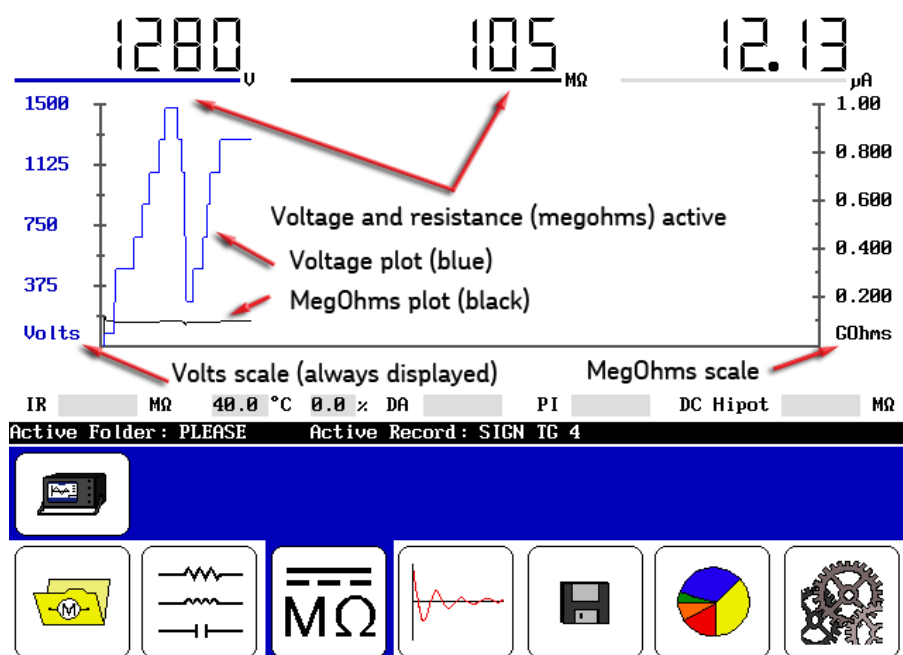 1280 V 105 MΩ 12.13 µA
1500 1.00
1125 0.800
0.600
Voltage and resistance (megohms) active
750
Voltage plot (blue)
0.400
375
MegOhms plot (black)
0.200
Volts GOhms
Volts scale (always displayed) MegOhms scale
IR MΩ 40.0 °C 0.0 % DA PI DC Hipot MΩ
Active Folder: PLEASE Active Record: SIGN TG 4
M
MΩ